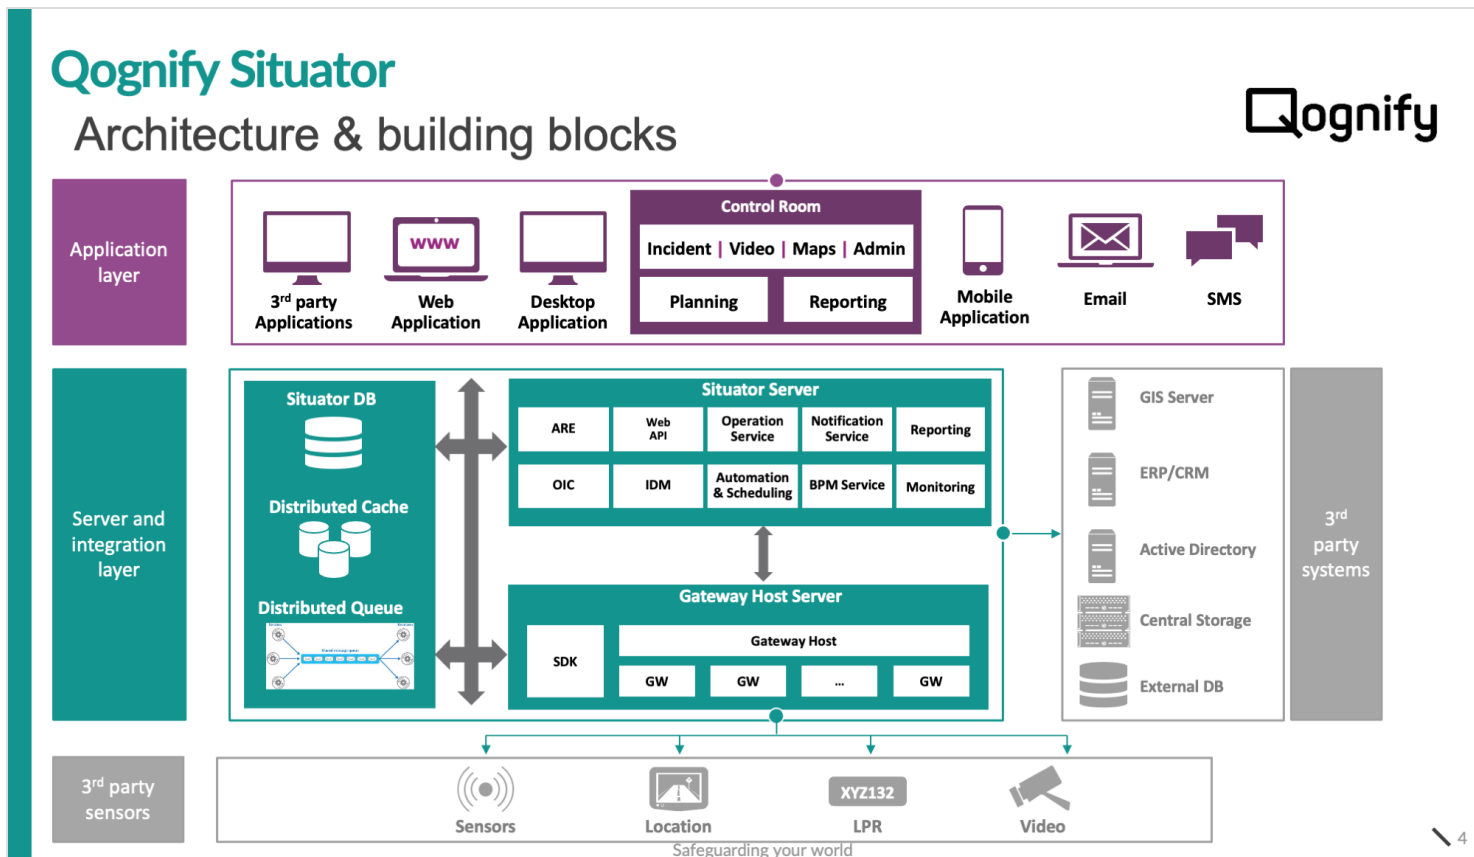 Qognify Situator
Architecture & building blocks
Qognify
Application
layer
3rd party
Applications
www
Web
Application
Desktop
Application
Control Room
Incident | Video | Maps | Admin
Planning
Reporting
Mobile
Application
Email
SMS
Server and
integration
layer
Situator DB
Distributed Cache
Distributed Queue
Situator Server
ARE
Web
API
Operation
Service
Notification
Service
Reporting
OIC
IDM
Automation
& Scheduling
BPM Service
Monitoring
Gateway Host Server
SDK
Gateway Host
GW
GW
...
GW
GIS Server
ERP/CRM
Active Directory
Central Storage
External DB
3rd
party
systems
3rd party
sensors
Sensors
Location
XYZ132
LPR
Video
Safeguarding your world
4